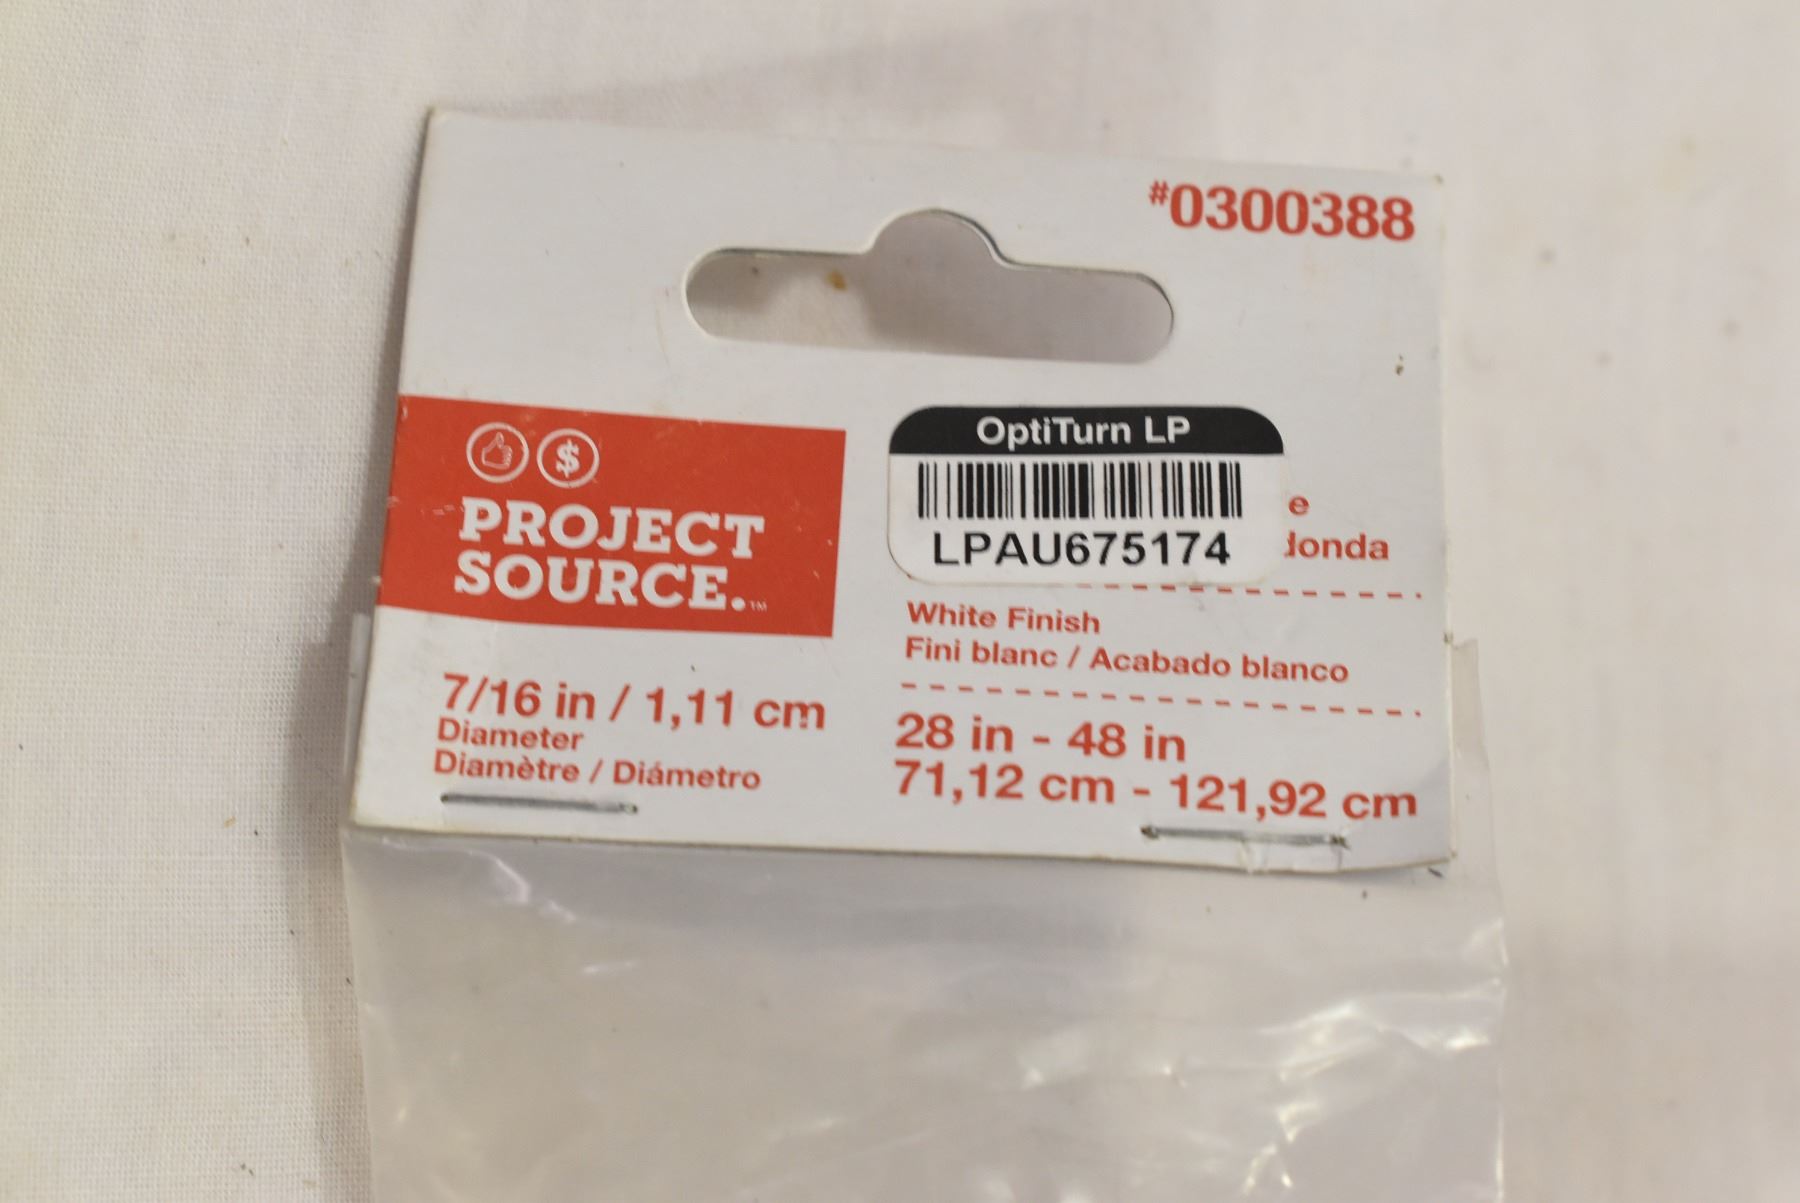 #0300388
PROJECT
SOURCE.™
OptiTurn LP
LPAU675174
White Finish
Fini blanc / Acabado blanco
7/16 in / 1,11 cm
Diameter
Diamètre / Diámetro
28 in - 48 in
71,12 cm - 121,92 cm